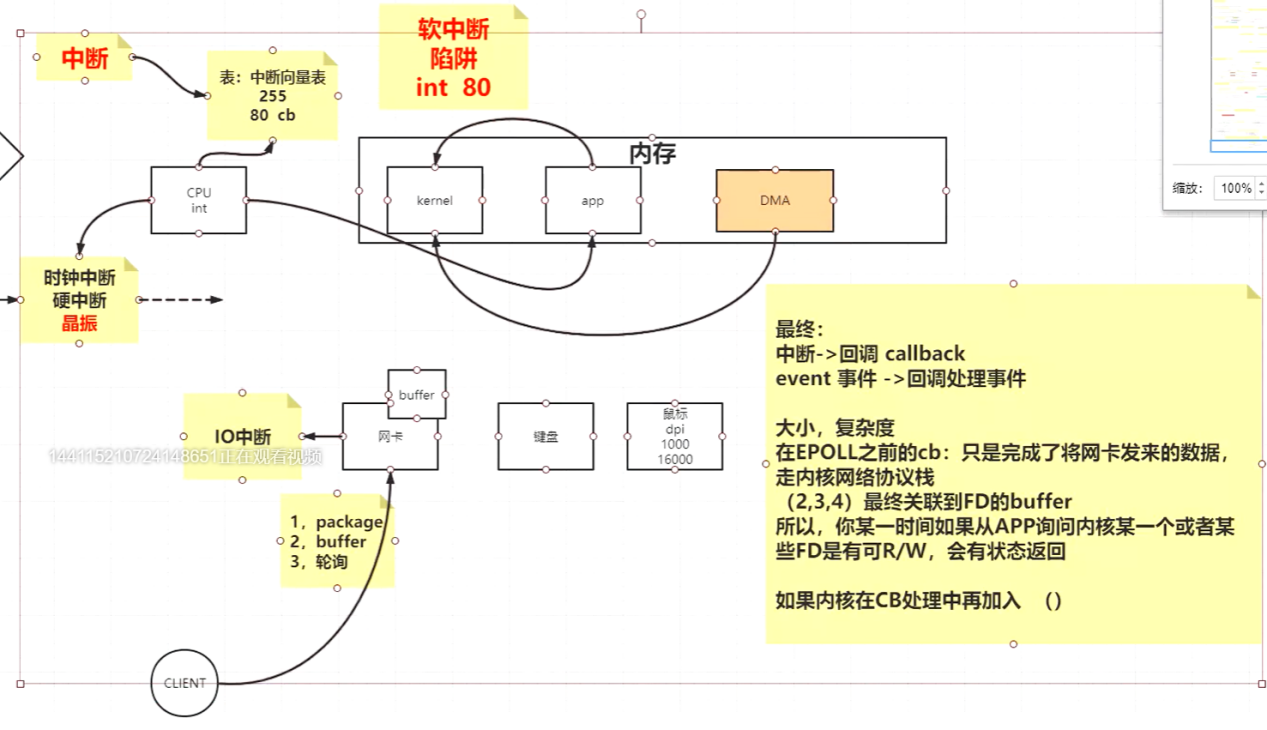 中断
表：中断向量表
255
80 cb
软中断
陷阱
int 80
内存
CPU
int
kernel
app
DMA
缩放：
100%
时钟中断
硬中断
晶振
IO中断
buffer
网卡
键盘
鼠标
dpi
1000
16000
144115210724148651正在观看视频
1，package
2，buffer
3，轮询
CLIENT
最终：
中断->回调 callback
event 事件 ->回调处理事件
大小，复杂度
在EPOLL之前的cb：只是完成了将网卡发来的数据，
走内核网络协议栈
（2,3,4）最终关联到FD的buffer
所以，你某一时间如果从APP询问内核某一个或者某
些FD是有可R/W，会有状态返回
如果内核在CB处理中再加入 （）